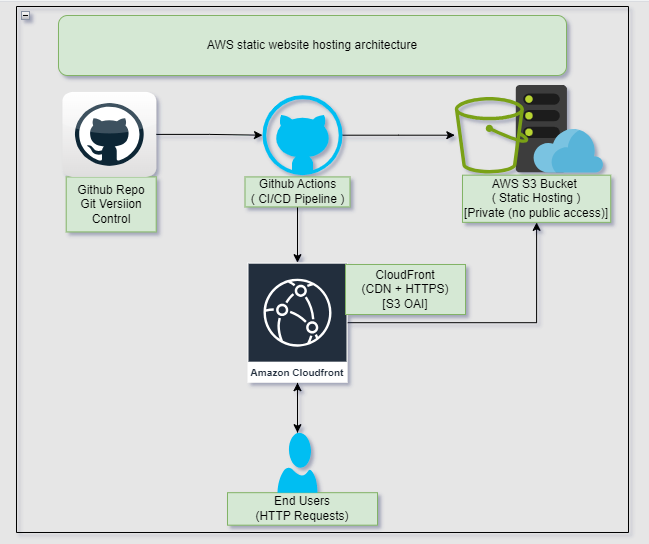 AWS static website hosting architecture
Github Repo
Git Versiion
Control
Github Actions
( CI/CD Pipeline )
AWS S3 Bucket
( Static Hosting )
[Private (no public access)]
CloudFront
(CDN + HTTPS)
[S3 OAI]
Amazon Cloudfront
End Users
(HTTP Requests)